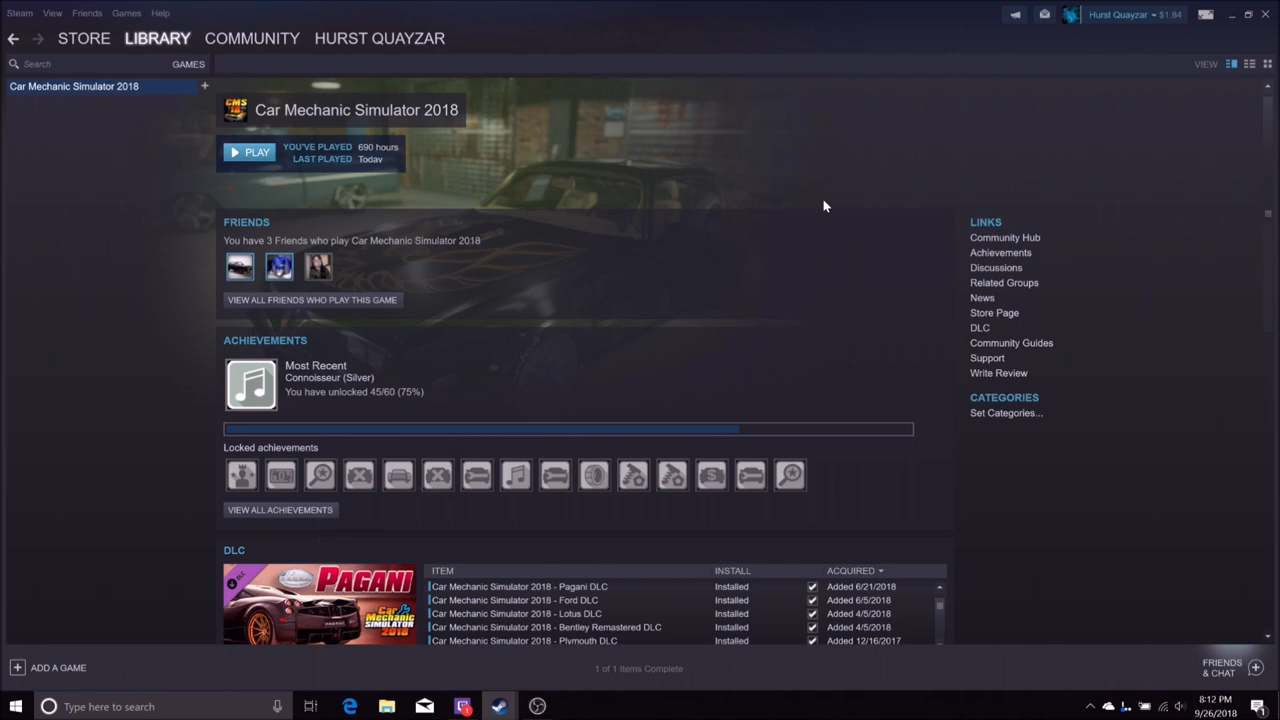 Steam View Friends Games Help
Hurst Quayzar $1.84
STORE LIBRARY COMMUNITY HURST QUAYZAR
Search GAMES VIEW
Car Mechanic Simulator 2018 +
Car Mechanic Simulator 2018
PLAY YOU'VE PLAYED 690 hours
LAST PLAYED Today
FRIENDS
You have 3 Friends who play Car Mechanic Simulator 2018
VIEW ALL FRIENDS WHO PLAY THIS GAME
ACHIEVEMENTS
Most Recent
Connoisseur (Silver)
You have unlocked 45/60 (75%)
Locked achievements
VIEW ALL ACHIEVEMENTS
LINKS
Community Hub
Achievements
Discussions
Related Groups
News
Store Page
DLC
Community Guides
Support
Write Review
CATEGORIES
Set Categories...
DLC
DLC
PAGANI
CAR MECHANIC SIMULATOR 2018
ITEM INSTALL ACQUIRED
Car Mechanic Simulator 2018 - Pagani DLC Installed Added 6/21/2018
Car Mechanic Simulator 2018 - Ford DLC Installed Added 6/5/2018
Car Mechanic Simulator 2018 - Lotus DLC Installed Added 4/5/2018
Car Mechanic Simulator 2018 - Bentley Remastered DLC Installed Added 4/5/2018
Car Mechanic Simulator 2018 - Plymouth DLC Installed Added 12/16/2017
ADD A GAME
1 of 1 Items Complete
FRIENDS
& CHAT
Type here to search
1
8:12 PM
9/26/2018
1